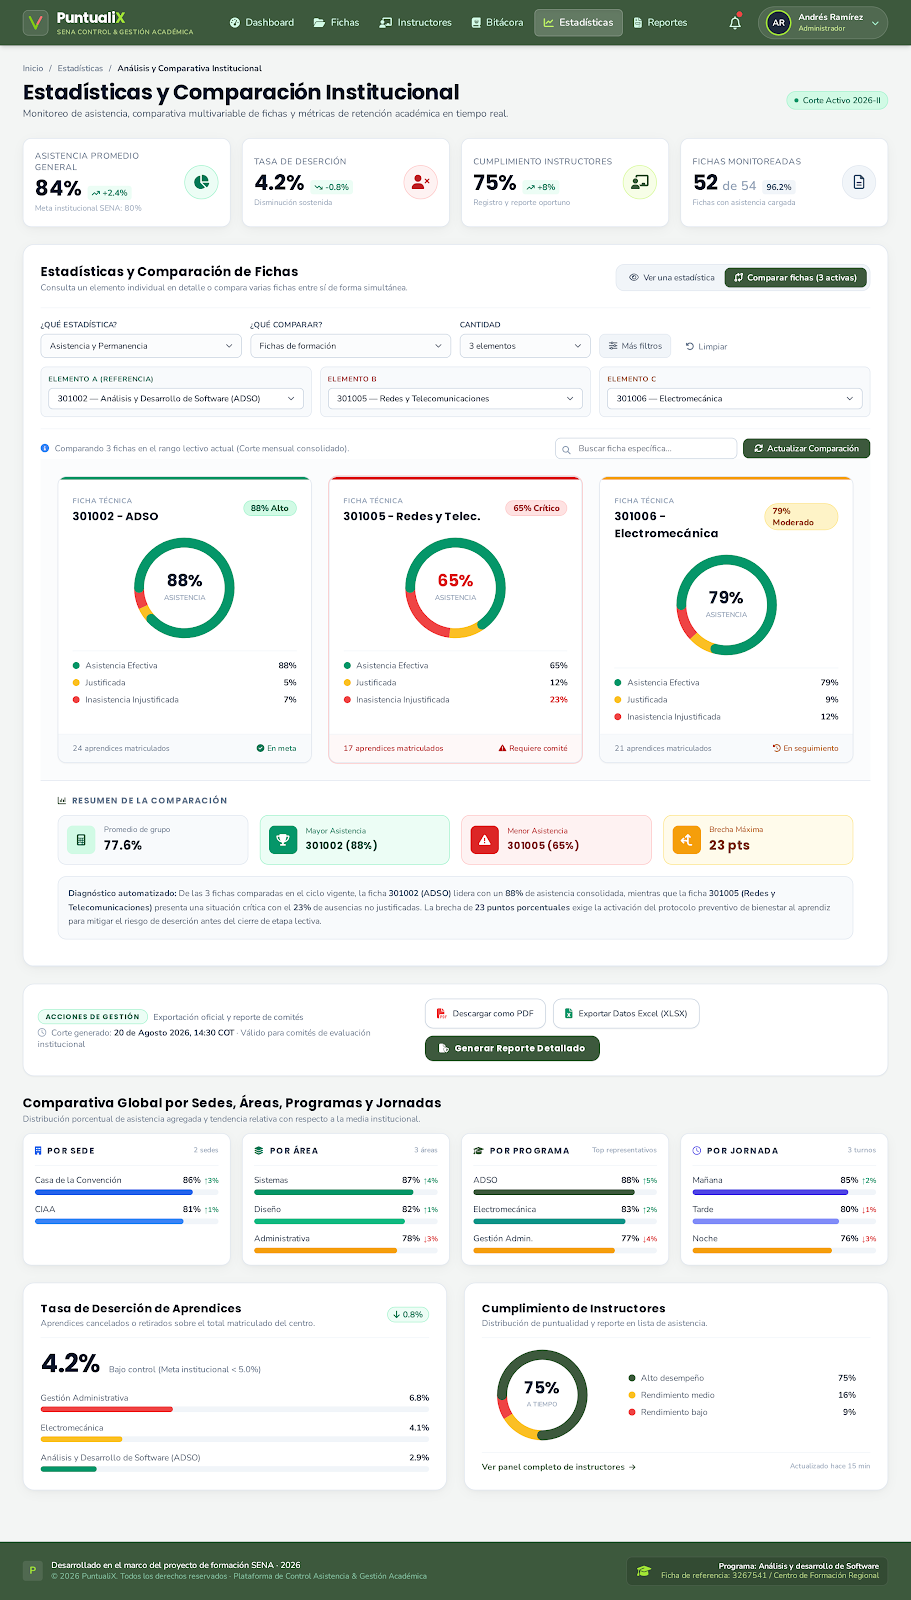 PuntualiX
SENA CONTROL & GESTIÓN ACADÉMICA
Dashboard
Fichas
Instructores
Bitácora
Estadísticas
Reportes
AR
Andrés Ramírez
Administrador
Inicio / Estadísticas / Análisis y Comparativa Institucional
Estadísticas y Comparación Institucional
Monitoreo de asistencia, comparativa multivariable de fichas y métricas de retención académica en tiempo real.
Corte Activo 2026-II
ASISTENCIA PROMEDIO
GENERAL
84% +2.4%
Meta institucional SENA: 80%
TASA DE DESERCIÓN
4.2% -0.8%
Disminución sostenida
CUMPLIMIENTO INSTRUCTORES
75% +8%
Registro y reporte oportuno
FICHAS MONITOREADAS
52 de 54 96.2%
Fichas con asistencia cargada
Estadísticas y Comparación de Fichas
Consulta un elemento individual en detalle o compara varias fichas entre sí de forma simultánea.
Ver una estadística
Comparar fichas (3 activas)
¿QUÉ ESTADÍSTICA?
Asistencia y Permanencia
¿QUÉ COMPARAR?
Fichas de formación
CANTIDAD
3 elementos
Más filtros
Limpiar
ELEMENTO A (REFERENCIA)
301002 — Análisis y Desarrollo de Software (ADSO)
ELEMENTO B
301005 — Redes y Telecomunicaciones
ELEMENTO C
301006 — Electromecánica
Comparando 3 fichas en el rango lectivo actual (Corte mensual consolidado).
Buscar ficha específica...
Actualizar Comparación
FICHA TÉCNICA
301002 - ADSO
88% Alto
88%
ASISTENCIA
Asistencia Efectiva 88%
Justificada 5%
Inasistencia Injustificada 7%
24 aprendices matriculados
En meta
FICHA TÉCNICA
301005 - Redes y Telec.
65% Crítico
65%
ASISTENCIA
Asistencia Efectiva 65%
Justificada 12%
Inasistencia Injustificada 23%
17 aprendices matriculados
Requiere comité
FICHA TÉCNICA
301006 -
Electromecánica
79%
Moderado
79%
ASISTENCIA
Asistencia Efectiva 79%
Justificada 9%
Inasistencia Injustificada 12%
21 aprendices matriculados
En seguimiento
RESUMEN DE LA COMPARACIÓN
Promedio de grupo
77.6%
Mayor Asistencia
301002 (88%)
Menor Asistencia
301005 (65%)
Brecha Máxima
23 pts
Diagnóstico automatizado: De las 3 fichas comparadas en el ciclo vigente, la ficha 301002 (ADSO) lidera con un 88% de asistencia consolidada, mientras que la ficha 301005 (Redes y
Telecomunicaciones) presenta una situación crítica con el 23% de ausencias no justificadas. La brecha de 23 puntos porcentuales exige la activación del protocolo preventivo de bienestar al aprendiz
para mitigar el riesgo de deserción antes del cierre de etapa lectiva.
ACCIONES DE GESTIÓN Exportación oficial y reporte de comités
Corte generado: 20 de Agosto 2026, 14:30 COT · Válido para comités de evaluación
institucional
Descargar como PDF
Exportar Datos Excel (XLSX)
Generar Reporte Detallado
Comparativa Global por Sedes, Áreas, Programas y Jornadas
Distribución porcentual de asistencia agregada y tendencia relativa con respecto a la media institucional.
POR SEDE 2 sedes
Casa de la Convención 86% ↑3%
CIAA 81% ↑1%
POR ÁREA 3 áreas
Sistemas 87% ↑4%
Diseño 82% ↑1%
Administrativa 78% ↓3%
POR PROGRAMA Top representativos
ADSO 88% ↑5%
Electromecánica 83% ↑2%
Gestión Admin. 77% ↓4%
POR JORNADA 3 turnos
Mañana 85% ↑2%
Tarde 80% ↓1%
Noche 76% ↓3%
Tasa de Deserción de Aprendices
Aprendices cancelados o retirados sobre el total matriculado del centro.
↓ 0.8%
4.2% Bajo control (Meta institucional < 5.0%)
Gestión Administrativa 6.8%
Electromecánica 4.1%
Análisis y Desarrollo de Software (ADSO) 2.9%
Cumplimiento de Instructores
Distribución de puntualidad y reporte en lista de asistencia.
75%
A TIEMPO
Alto desempeño 75%
Rendimiento medio 16%
Rendimiento bajo 9%
Ver panel completo de instructores →
Actualizado hace 15 min
P
Desarrollado en el marco del proyecto de formación SENA · 2026
© 2026 PuntualiX. Todos los derechos reservados · Plataforma de Control Asistencia & Gestión Académica
Programa: Análisis y desarrollo de Software
Ficha de referencia: 3267541 / Centro de Formación Regional